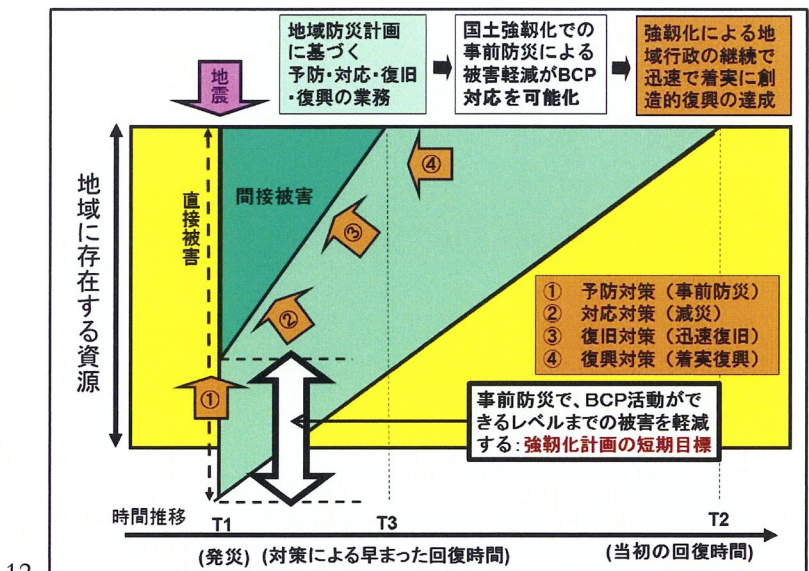 地域防災計画
に基づく
予防・対応・復旧
・復興の業務
国土強靭化での
事前防災による
被害軽減がBCP
対応を可能化
強靭化による地
域行政の継続で
迅速で着実に創
造的復興の達成
地震
地域に存在する資源
直接被害
間接被害
④
③
②
①
① 予防対策（事前防災）
② 対応対策（減災）
③ 復旧対策（迅速復旧）
④ 復興対策（着実復興）
事前防災で、BCP活動がで
きるレベルまでの被害を軽減
する：強靭化計画の短期目標
時間推移
T1
T3
T2
(発災)
(対策による早まった回復時間)
(当初の回復時間)